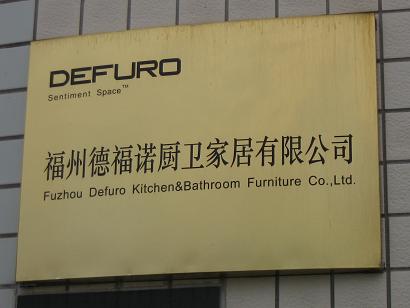 DEFURO
Sentiment Space™
福州德福诺厨卫家居有限公司
Fuzhou Defuro Kitchen&Bathroom Furniture Co.,Ltd.